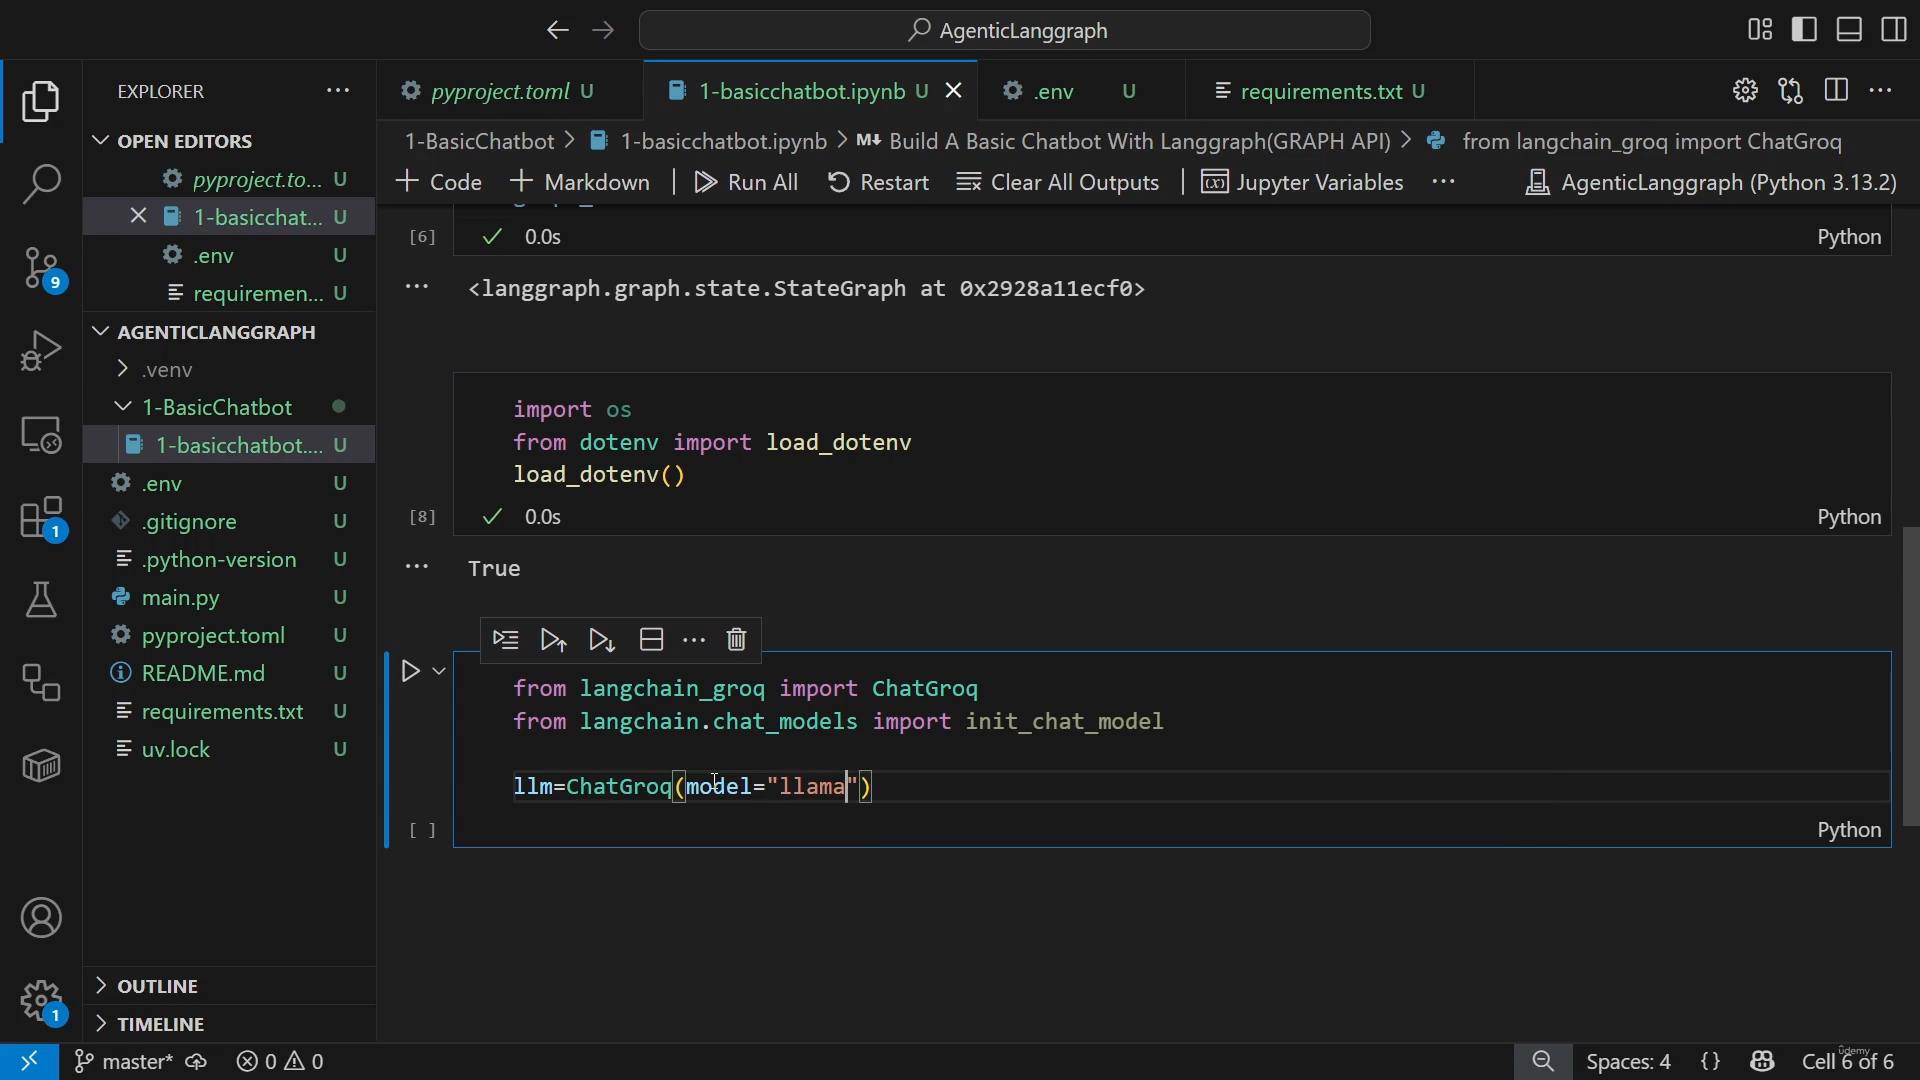 AgenticLanggraph
EXPLORER
OPEN EDITORS
pyproject.to... U
1-basicchat... U
.env U
requiremen... U
AGENTICLANGGRAPH
.venv
1-BasicChatbot
1-basicchatbot.... U
.env U
.gitignore U
.python-version U
main.py U
pyproject.toml U
README.md U
requirements.txt U
uv.lock U
OUTLINE
TIMELINE
9
1
1
pyproject.toml U
1-basicchatbot.ipynb U
.env U
requirements.txt U
1-BasicChatbot > 1-basicchatbot.ipynb > M↓ Build A Basic Chatbot With Langgraph(GRAPH API) > from langchain_groq import ChatGroq
+ Code + Markdown | Run All Restart Clear All Outputs | Jupyter Variables ... AgenticLanggraph (Python 3.13.2)
[6] 0.0s Python
<langgraph.graph.state.StateGraph at 0x2928a11ecf0>
import os
from dotenv import load_dotenv
load_dotenv()
[8] 0.0s Python
True
from langchain_groq import ChatGroq
from langchain.chat_models import init_chat_model
llm=ChatGroq(model="llama")
[ ] Python
master* 0 0 Spaces: 4 {} Cell 6 of 6
udemy